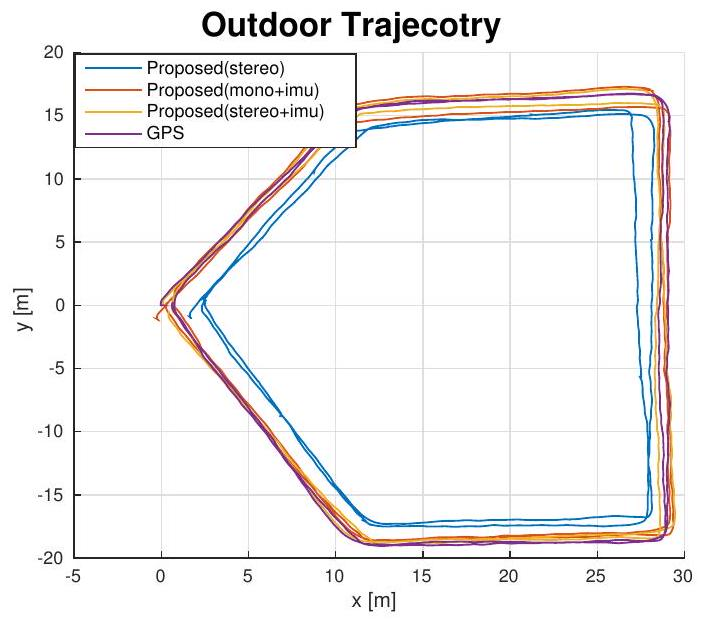 Outdoor Trajecotry
20
15
10
5
0
-5
-10
-15
-20
y [m]
Proposed(stereo)
Proposed(mono+imu)
Proposed(stereo+imu)
GPS
-5 0 5 10 15 20 25 30
x [m]